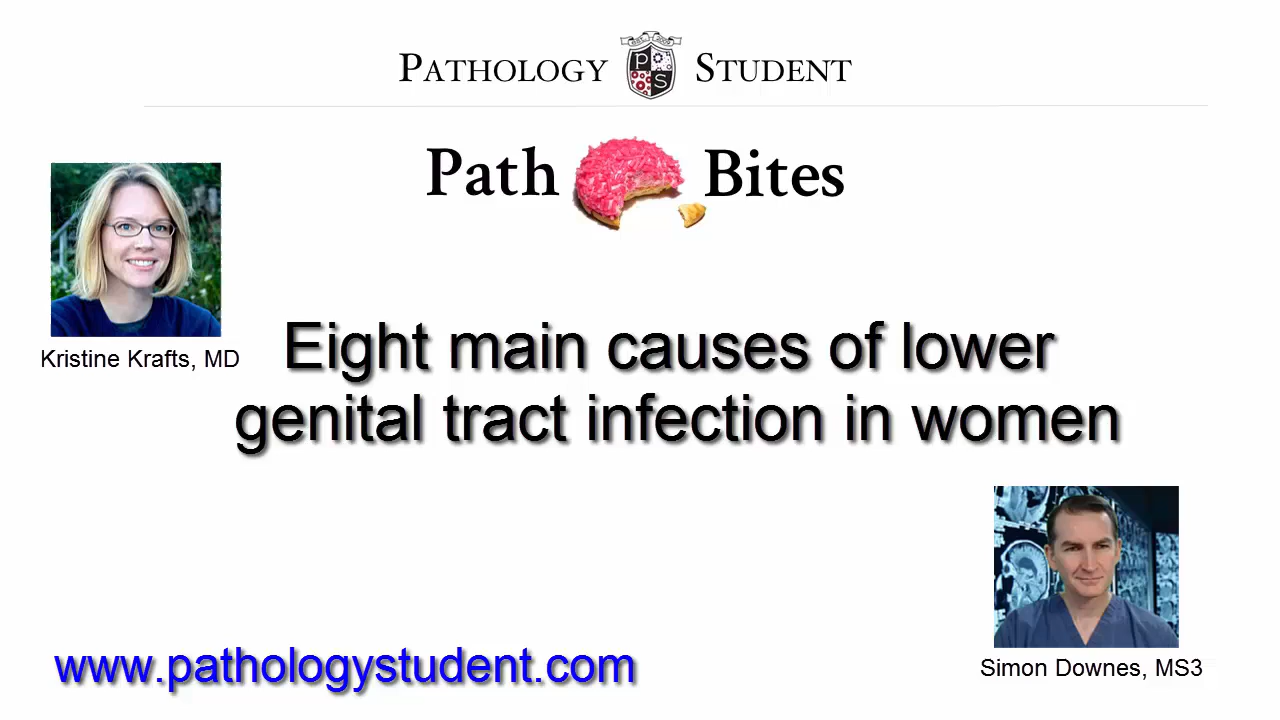 PATHOLOGY STUDENT
Path Bites
Kristine Krafts, MD
Eight main causes of lower
genital tract infection in women
Simon Downes, MS3
www.pathologystudent.com